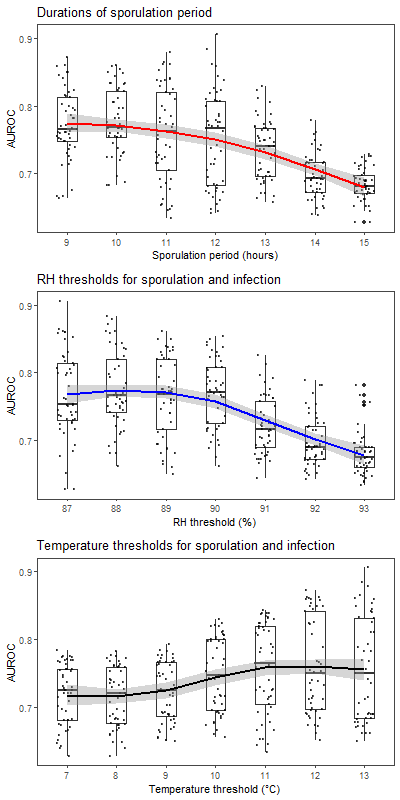 Durations of sporulation period
0.9
0.8
0.7
AUROC
9 10 11 12 13 14 15
Sporulation period (hours)
RH thresholds for sporulation and infection
0.9
0.8
0.7
AUROC
87 88 89 90 91 92 93
RH threshold (%)
Temperature thresholds for sporulation and infection
0.9
0.8
0.7
AUROC
7 8 9 10 11 12 13
Temperature threshold (°C)